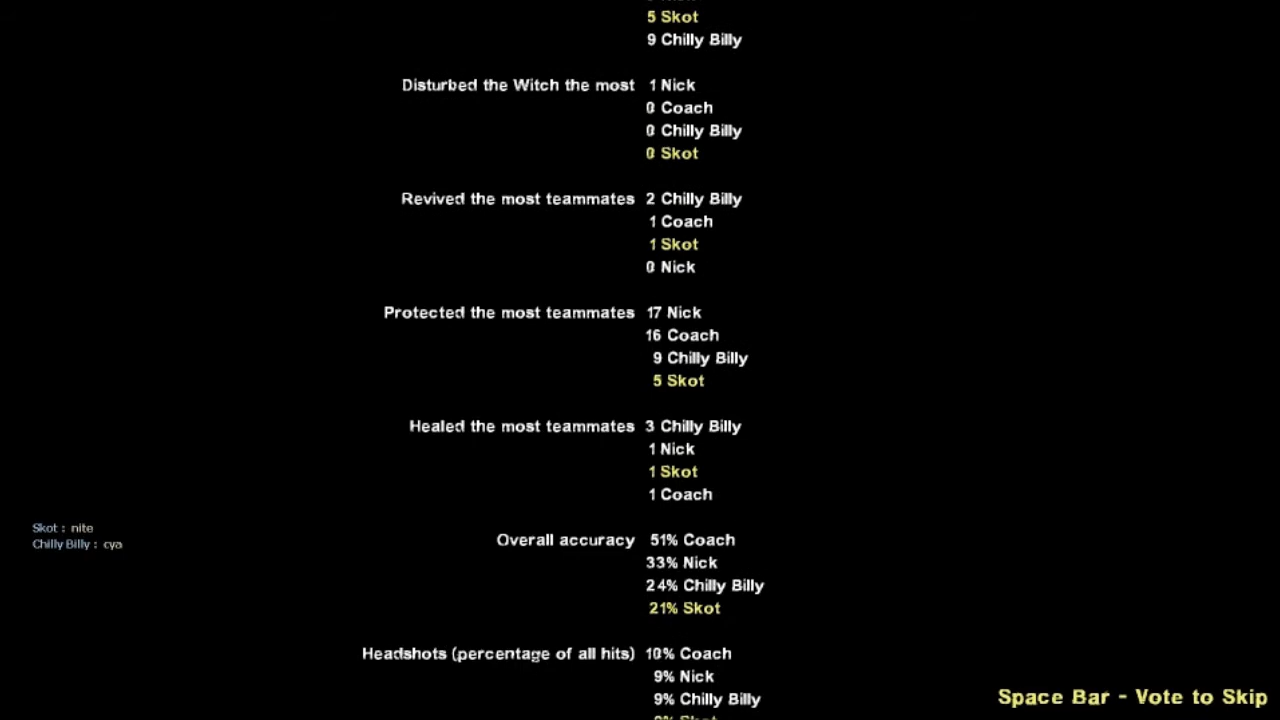 5 Skot
9 Chilly Billy
Disturbed the Witch the most 1 Nick
0 Coach
0 Chilly Billy
0 Skot
Revived the most teammates 2 Chilly Billy
1 Coach
1 Skot
0 Nick
Protected the most teammates 17 Nick
16 Coach
9 Chilly Billy
5 Skot
Healed the most teammates 3 Chilly Billy
1 Nick
1 Skot
1 Coach
Skot : nite
Chilly Billy : cya
Overall accuracy 51% Coach
33% Nick
24% Chilly Billy
21% Skot
Headshots (percentage of all hits) 10% Coach
9% Nick
9% Chilly Billy
Skot
Space Bar - Vote to Skip